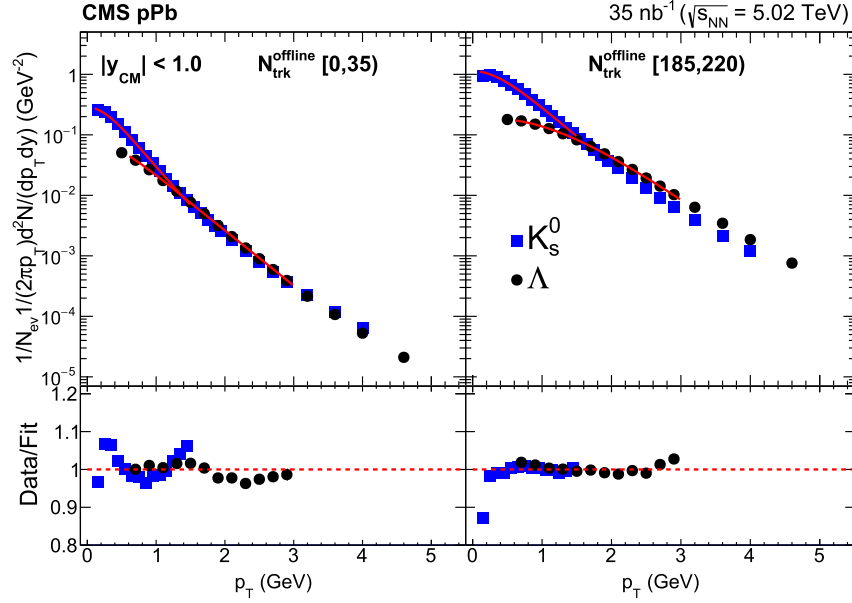 CMS pPb
35 nb⁻¹ (√s_NN = 5.02 TeV)
|y_CM| < 1.0
N_trk^offline [0,35)
N_trk^offline [185,220)
1/N_ev 1/(2πp_T)d²N/(dp_T dy) (GeV⁻²)
1
10⁻¹
10⁻²
10⁻³
10⁻⁴
10⁻⁵
K_s^0
Λ
Data/Fit
1.2
1.1
1
0.9
0.8
0 1 2 3 4 5
0 1 2 3 4 5
p_T (GeV)
p_T (GeV)